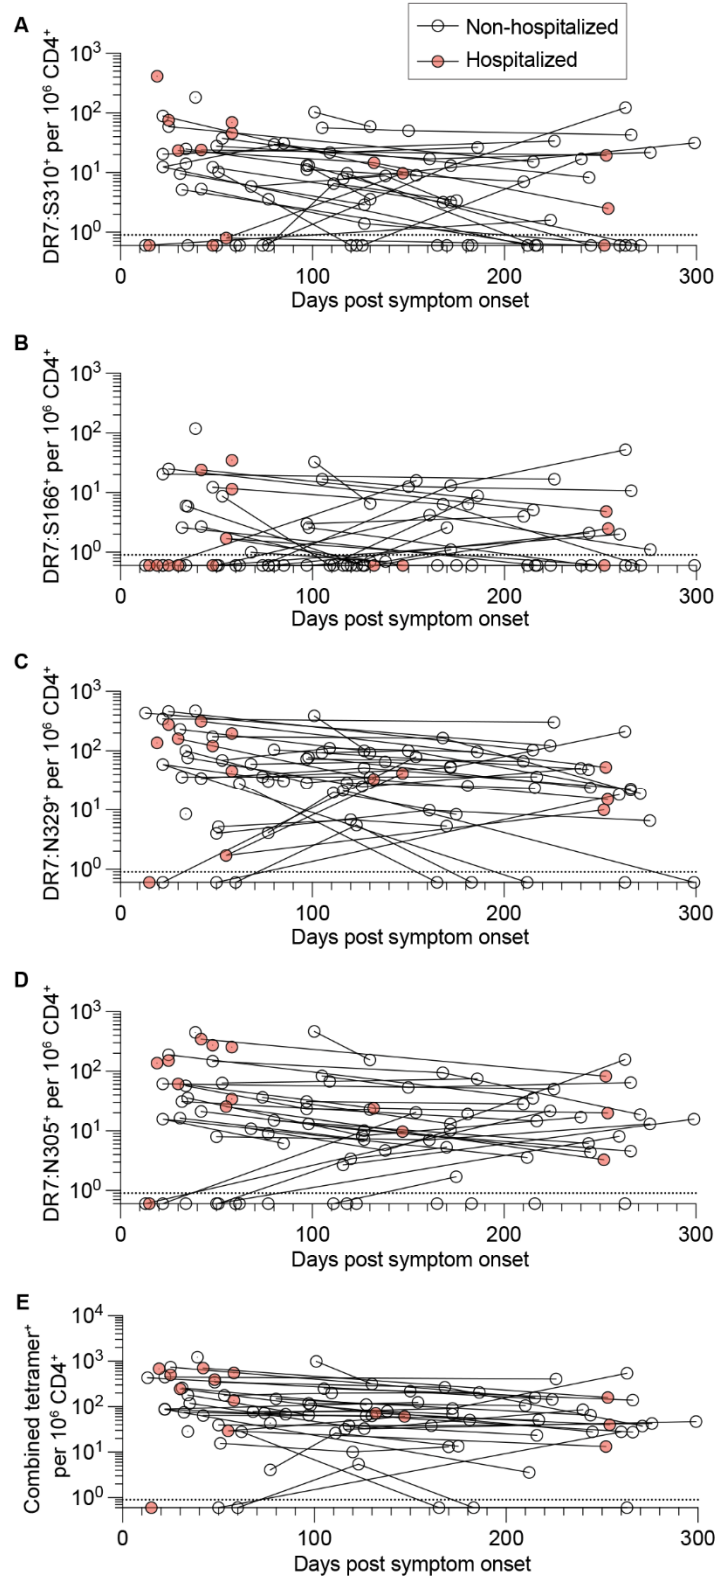 Non-hospitalized
Hospitalized
A
DR7:S310⁺ per 10⁶ CD4⁺
10³
10²
10¹
10⁰
0 100 200 300
Days post symptom onset
B
DR7:S166⁺ per 10⁶ CD4⁺
10³
10²
10¹
10⁰
0 100 200 300
Days post symptom onset
C
DR7:N329⁺ per 10⁶ CD4⁺
10³
10²
10¹
10⁰
0 100 200 300
Days post symptom onset
D
DR7:N305⁺ per 10⁶ CD4⁺
10³
10²
10¹
10⁰
0 100 200 300
Days post symptom onset
E
Combined tetramer⁺
per 10⁶ CD4⁺
10⁴
10³
10²
10¹
10⁰
0 100 200 300
Days post symptom onset